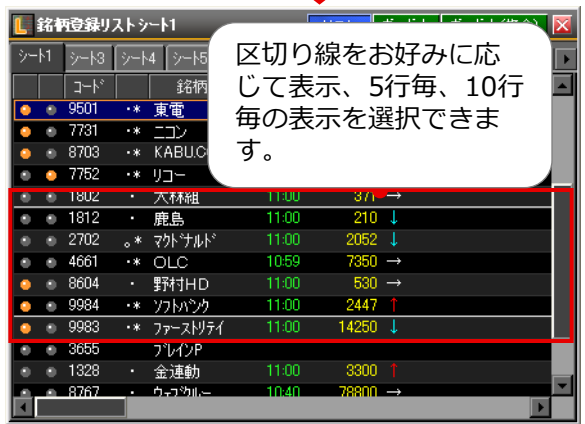 銘柄登録リストシート1
シート1 シート3 シート4 シート5
区切り線をお好みに応
じて表示、5行毎、10行
毎の表示を選択できま
す。
コード 銘柄
9501 ・* 東電
7731 ・* ニコン
8703 ・* KABU.C
7752 ・* リコー
1802 ・ 大林組 11:00 371 →
1812 ・ 鹿島 11:00 210 ↓
2702 。* マクドナルド 11:00 2052 ↓
4661 ・* OLC 10:59 7350 →
8604 ・ 野村HD 11:00 530 →
9984 ・* ソフトバンク 11:00 2447 ↑
9983 ・* ファーストリテイ 11:00 14250 ↓
3655 ブレインP
1328 ・ 金連動 11:00 3300 ↑
8767 ・ ウェブクルー 10:40 78800 →